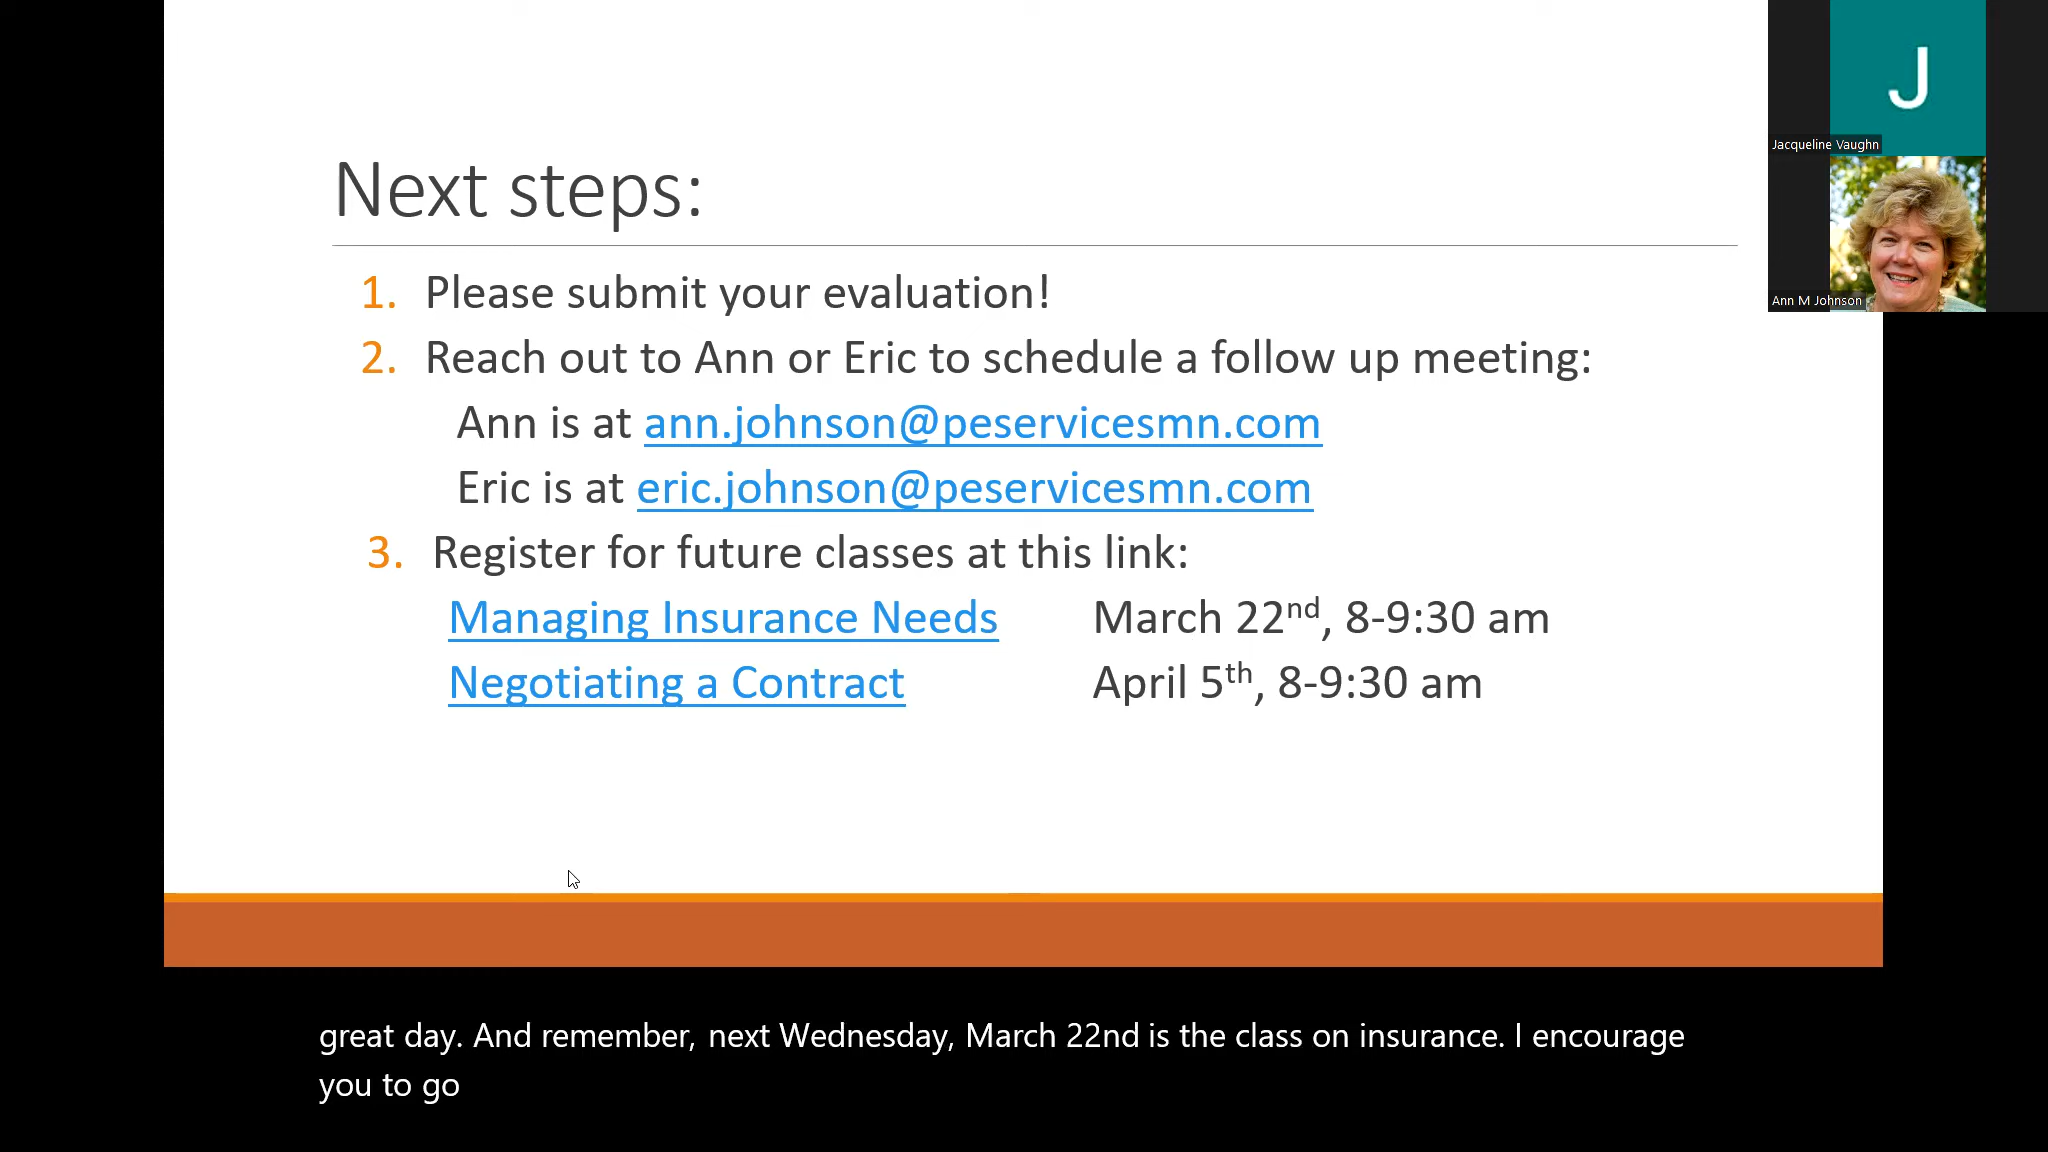 J
Jacqueline Vaughn
Ann M Johnson
Next steps:
1. Please submit your evaluation!
2. Reach out to Ann or Eric to schedule a follow up meeting:
Ann is at ann.johnson@peservicesmn.com
Eric is at eric.johnson@peservicesmn.com
3. Register for future classes at this link:
Managing Insurance Needs March 22nd, 8-9:30 am
Negotiating a Contract April 5th, 8-9:30 am
great day. And remember, next Wednesday, March 22nd is the class on insurance. I encourage
you to go